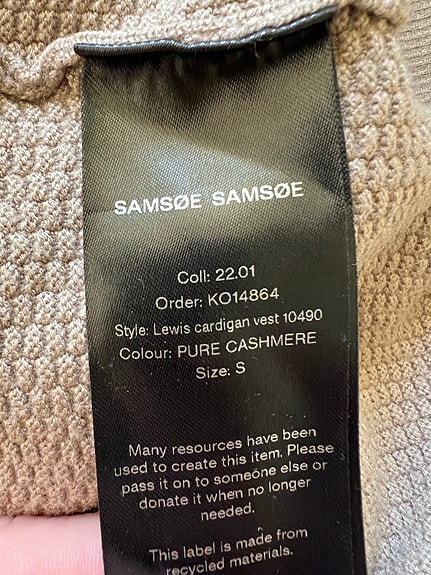 SAMSØE SAMSØE
Coll: 22.01
Order: KO14864
Style: Lewis cardigan vest 10490
Colour: PURE CASHMERE
Size: S
Many resources have been
used to create this item. Please
pass it on to someone else or
donate it when no longer
needed.
This label is made from
recycled materials.